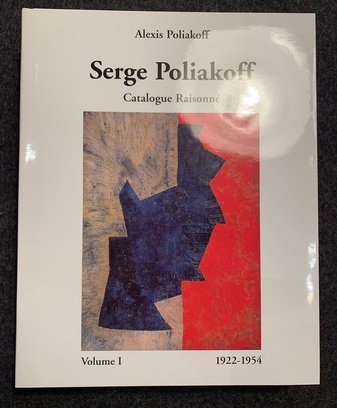 Alexis Poliakoff
Serge Poliakoff
Catalogue Raisonné
Volume I 1922-1954